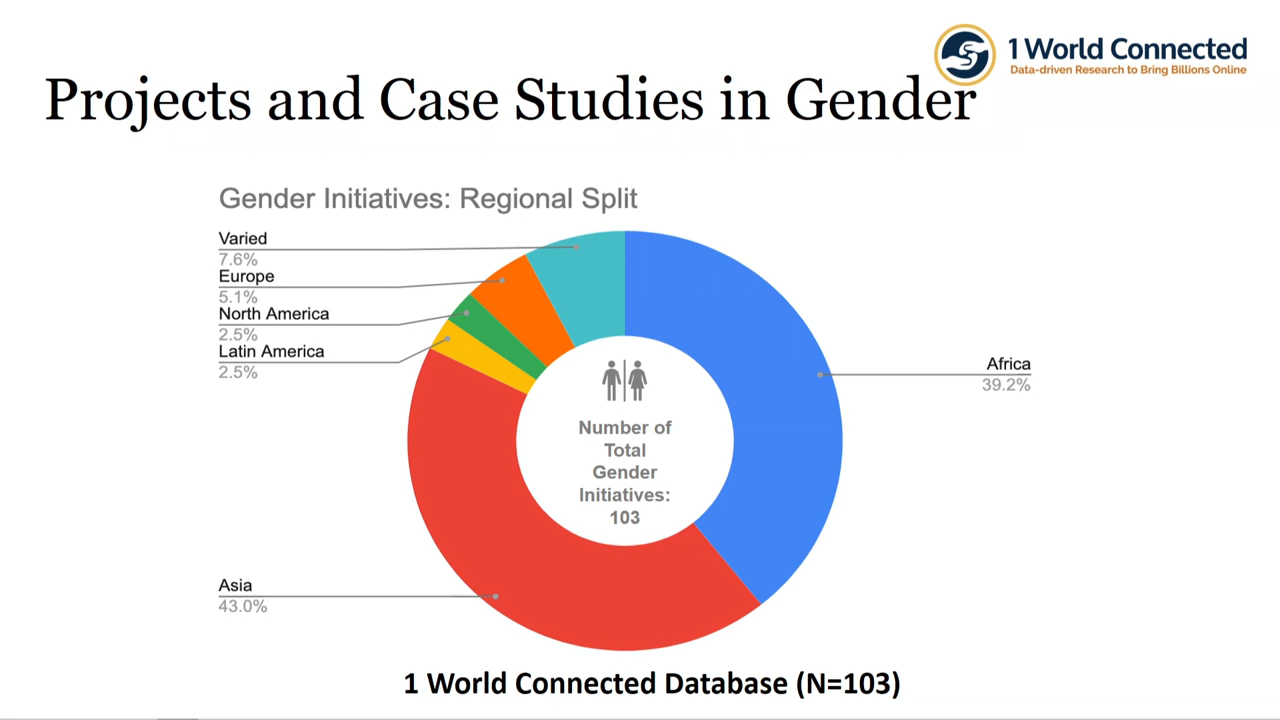 1 World Connected
Data-driven Research to Bring Billions Online
Projects and Case Studies in Gender
Gender Initiatives: Regional Split
Varied
7.6%
Europe
5.1%
North America
2.5%
Latin America
2.5%
Africa
39.2%
Number of
Total
Gender
Initiatives:
103
Asia
43.0%
1 World Connected Database (N=103)